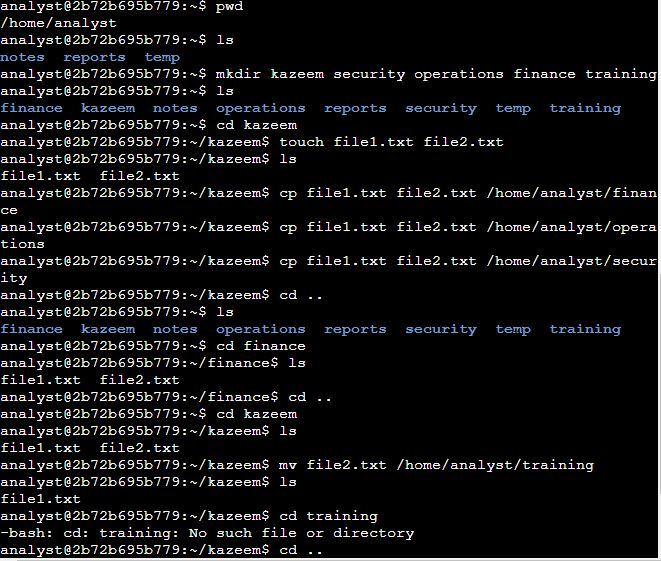 analyst@2b72b695b779:~$ pwd
/home/analyst
analyst@2b72b695b779:~$ ls
notes  reports  temp
analyst@2b72b695b779:~$ mkdir kazeem security operations finance training
analyst@2b72b695b779:~$ ls
finance  kazeem  notes  operations  reports  security  temp  training
analyst@2b72b695b779:~$ cd kazeem
analyst@2b72b695b779:~/kazeem$ touch file1.txt file2.txt
analyst@2b72b695b779:~/kazeem$ ls
file1.txt  file2.txt
analyst@2b72b695b779:~/kazeem$ cp file1.txt file2.txt /home/analyst/finan
ce
analyst@2b72b695b779:~/kazeem$ cp file1.txt file2.txt /home/analyst/opera
tions
analyst@2b72b695b779:~/kazeem$ cp file1.txt file2.txt /home/analyst/secur
ity
analyst@2b72b695b779:~/kazeem$ cd ..
analyst@2b72b695b779:~$ ls
finance  kazeem  notes  operations  reports  security  temp  training
analyst@2b72b695b779:~$ cd finance
analyst@2b72b695b779:~/finance$ ls
file1.txt  file2.txt
analyst@2b72b695b779:~/finance$ cd ..
analyst@2b72b695b779:~$ cd kazeem
analyst@2b72b695b779:~/kazeem$ ls
file1.txt  file2.txt
analyst@2b72b695b779:~/kazeem$ mv file2.txt /home/analyst/training
analyst@2b72b695b779:~/kazeem$ ls
file1.txt
analyst@2b72b695b779:~/kazeem$ cd training
-bash: cd: training: No such file or directory
analyst@2b72b695b779:~/kazeem$ cd ..